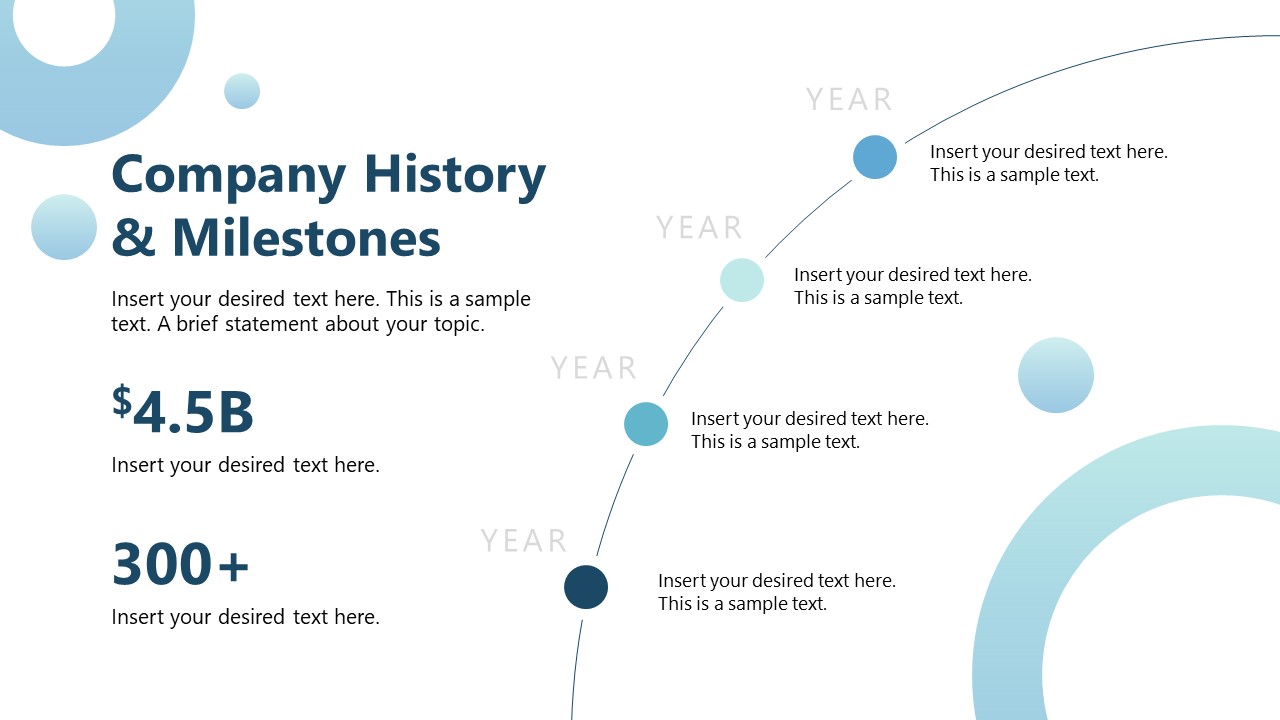 Company History
& Milestones
Insert your desired text here. This is a sample
text. A brief statement about your topic.
$4.5B
Insert your desired text here.
300+
Insert your desired text here.
YEAR
Insert your desired text here.
This is a sample text.
YEAR
Insert your desired text here.
This is a sample text.
YEAR
Insert your desired text here.
This is a sample text.
YEAR
Insert your desired text here.
This is a sample text.